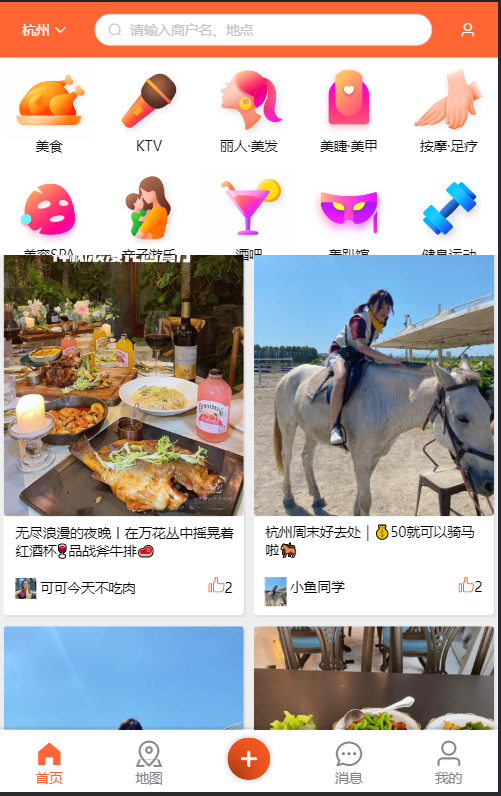 杭州
请输入商户名、地点
美食
KTV
丽人·美发
美睫·美甲
按摩·足疗
美容SPA
亲子游乐
酒吧
轰趴馆
健身运动
无尽浪漫的夜晚丨在万花丛中摇晃着
红酒杯🍷品战斧牛排🥩
可可今天不吃肉
2
杭州周末好去处｜💰50就可以骑马
啦🐎
小鱼同学
2
首页
地图
消息
我的